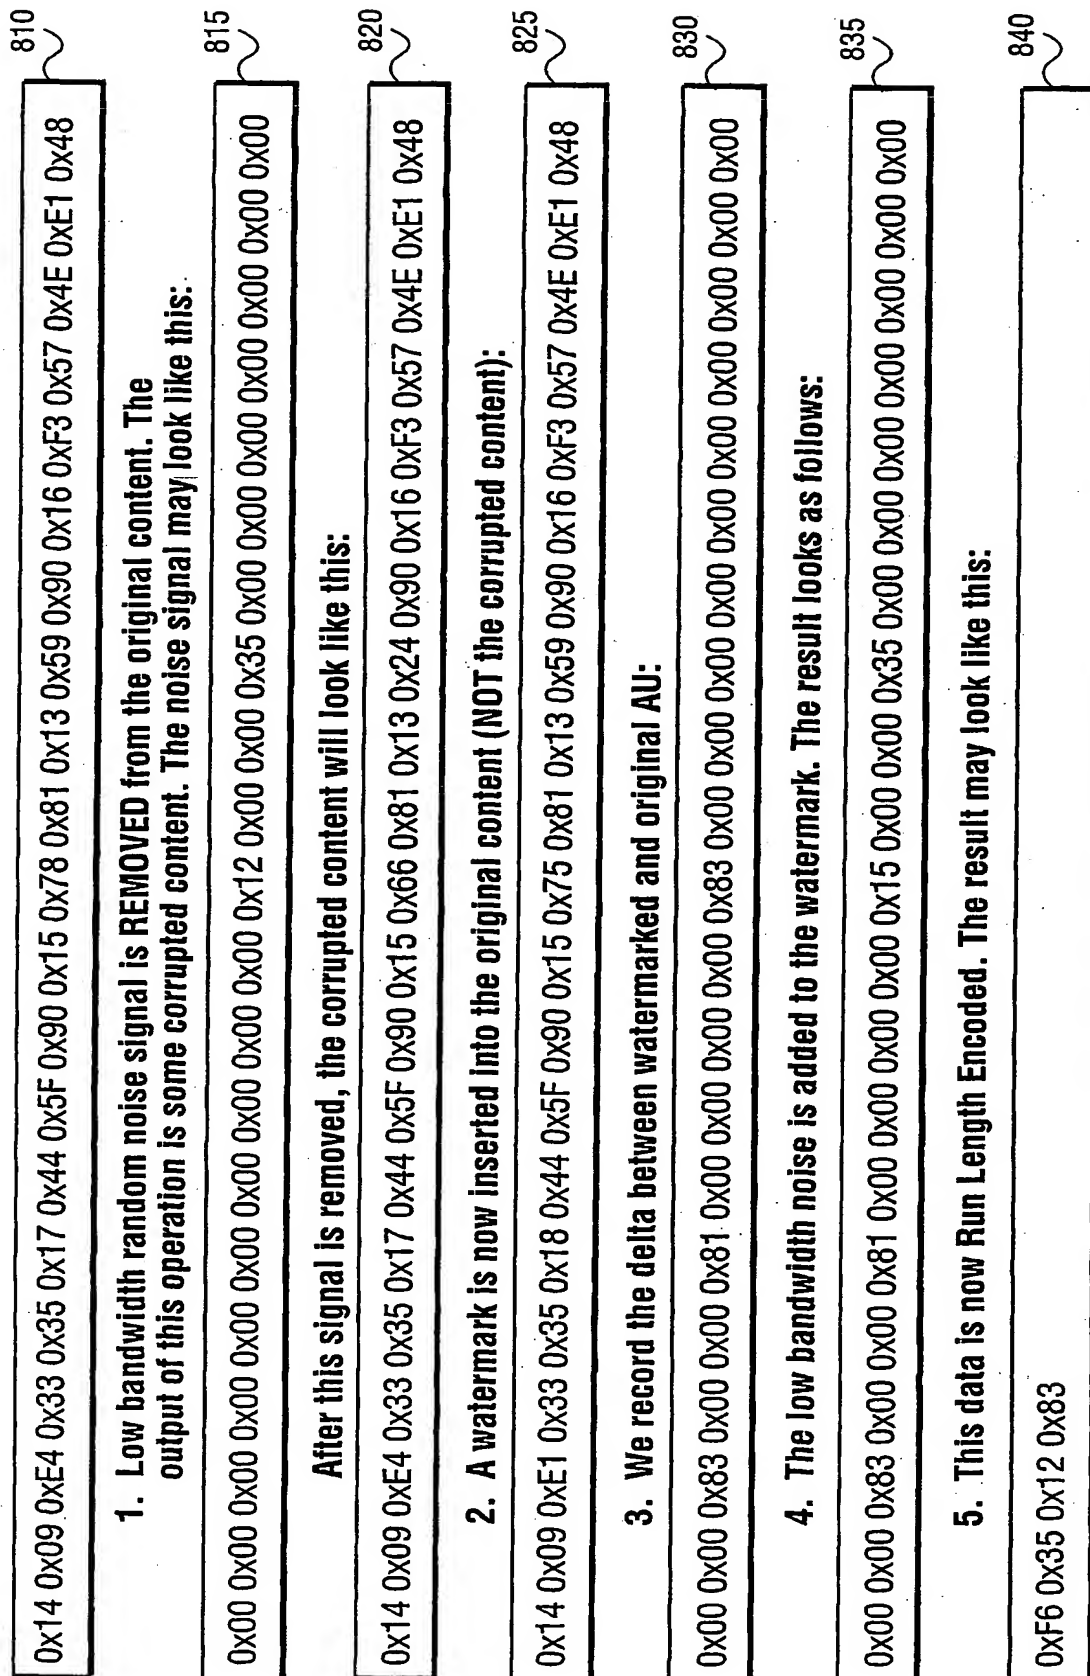 0x14 0x09 0xE4 0x33 0x35 0x17 0x44 0x5F 0x90 0x15 0x78 0x81 0x13 0x59 0x90 0x16 0xF3 0x57 0x4E 0xE1 0x48 810
1. Low bandwidth random noise signal is REMOVED from the original content. The
output of this operation is some corrupted content. The noise signal may look like this:
0x00 0x00 0x00 0x00 0x00 0x00 0x00 0x00 0x00 0x00 0x12 0x00 0x00 0x35 0x00 0x00 0x00 0x00 0x00 0x00 0x00 815
After this signal is removed, the corrupted content will look like this:
0x14 0x09 0xE4 0x33 0x35 0x17 0x44 0x5F 0x90 0x15 0x66 0x81 0x13 0x24 0x90 0x16 0xF3 0x57 0x4E 0xE1 0x48 820
2. A watermark is now inserted into the original content (NOT the corrupted content):
0x14 0x09 0xE1 0x33 0x35 0x18 0x44 0x5F 0x90 0x15 0x75 0x81 0x13 0x59 0x90 0x16 0xF3 0x57 0x4E 0xE1 0x48 825
3. We record the delta between watermarked and original AU:
0x00 0x00 0x83 0x00 0x00 0x81 0x00 0x00 0x00 0x00 0x83 0x00 0x00 0x00 0x00 0x00 0x00 0x00 0x00 0x00 0x00 830
4. The low bandwidth noise is added to the watermark. The result looks as follows:
0x00 0x00 0x83 0x00 0x00 0x81 0x00 0x00 0x00 0x00 0x15 0x00 0x00 0x35 0x00 0x00 0x00 0x00 0x00 0x00 0x00 835
5. This data is now Run Length Encoded. The result may look like this:
0xF6 0x35 0x12 0x83 840